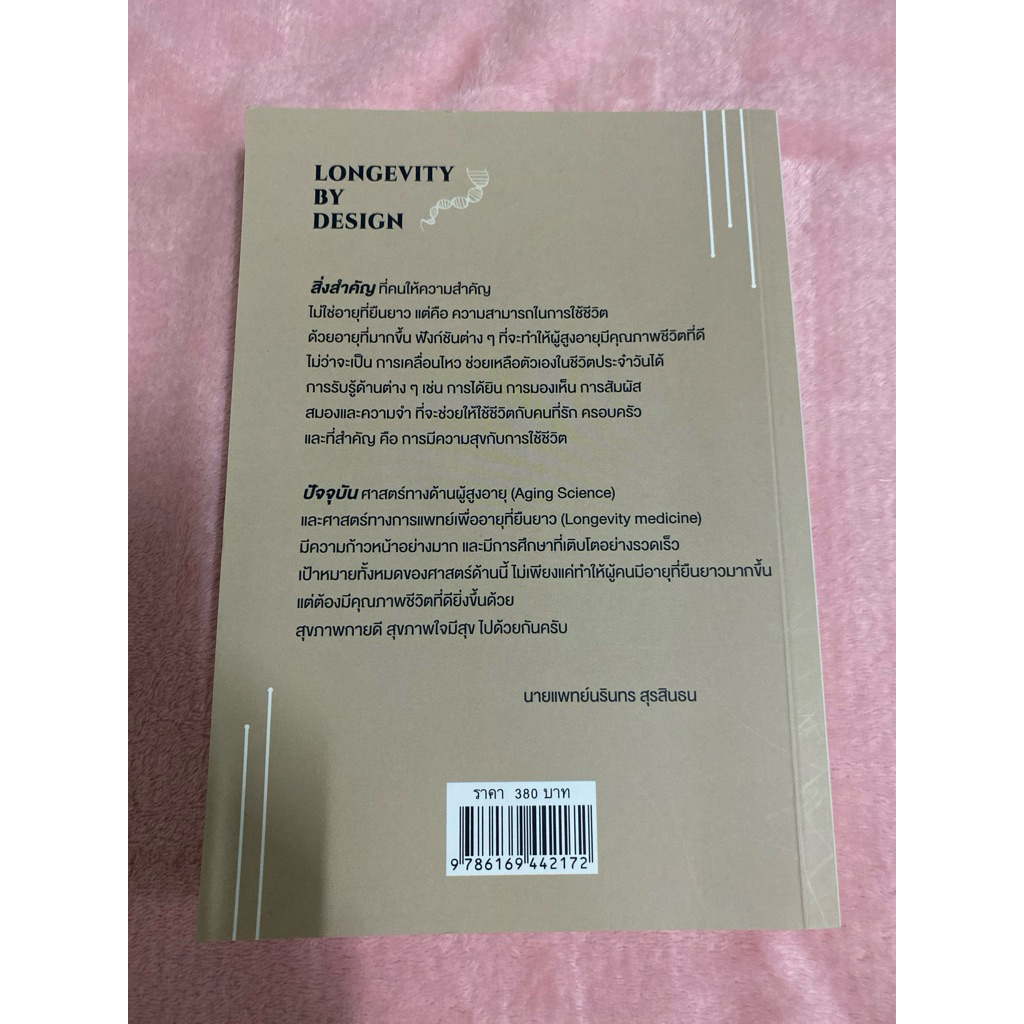 LONGEVITY
BY
DESIGN
สิ่งสำคัญ ที่คนให้ความสำคัญ
ไม่ใช่อายุที่ยืนยาว แต่คือ ความสามารถในการใช้ชีวิต
ด้วยอายุที่มากขึ้น ฟังก์ชันต่าง ๆ ที่จะทำให้ผู้สูงอายุมีคุณภาพชีวิตที่ดี
ไม่ว่าจะเป็น การเคลื่อนไหว ช่วยเหลือตัวเองในชีวิตประจำวันได้
การรับรู้ด้านต่าง ๆ เช่น การได้ยิน การมองเห็น การสัมผัส
สมองและความจำ ที่จะช่วยให้ใช้ชีวิตกับคนที่รัก ครอบครัว
และที่สำคัญ คือ การมีความสุขกับการใช้ชีวิต
ปัจจุบัน ศาสตร์ทางด้านผู้สูงอายุ (Aging Science)
และศาสตร์ทางการแพทย์เพื่ออายุที่ยืนยาว (Longevity medicine)
มีความก้าวหน้าอย่างมาก และมีการศึกษาที่เติบโตอย่างรวดเร็ว
เป้าหมายทั้งหมดของศาสตร์ด้านนี้ ไม่เพียงแค่ทำให้ผู้คนมีอายุที่ยืนยาวมากขึ้น
แต่ต้องมีคุณภาพชีวิตที่ดียิ่งขึ้นด้วย
สุขภาพกายดี สุขภาพใจมีสุข ไปด้วยกันครับ
นายแพทย์นรินทร สุรสินธน
ราคา 380 บาท
9 786169 442172